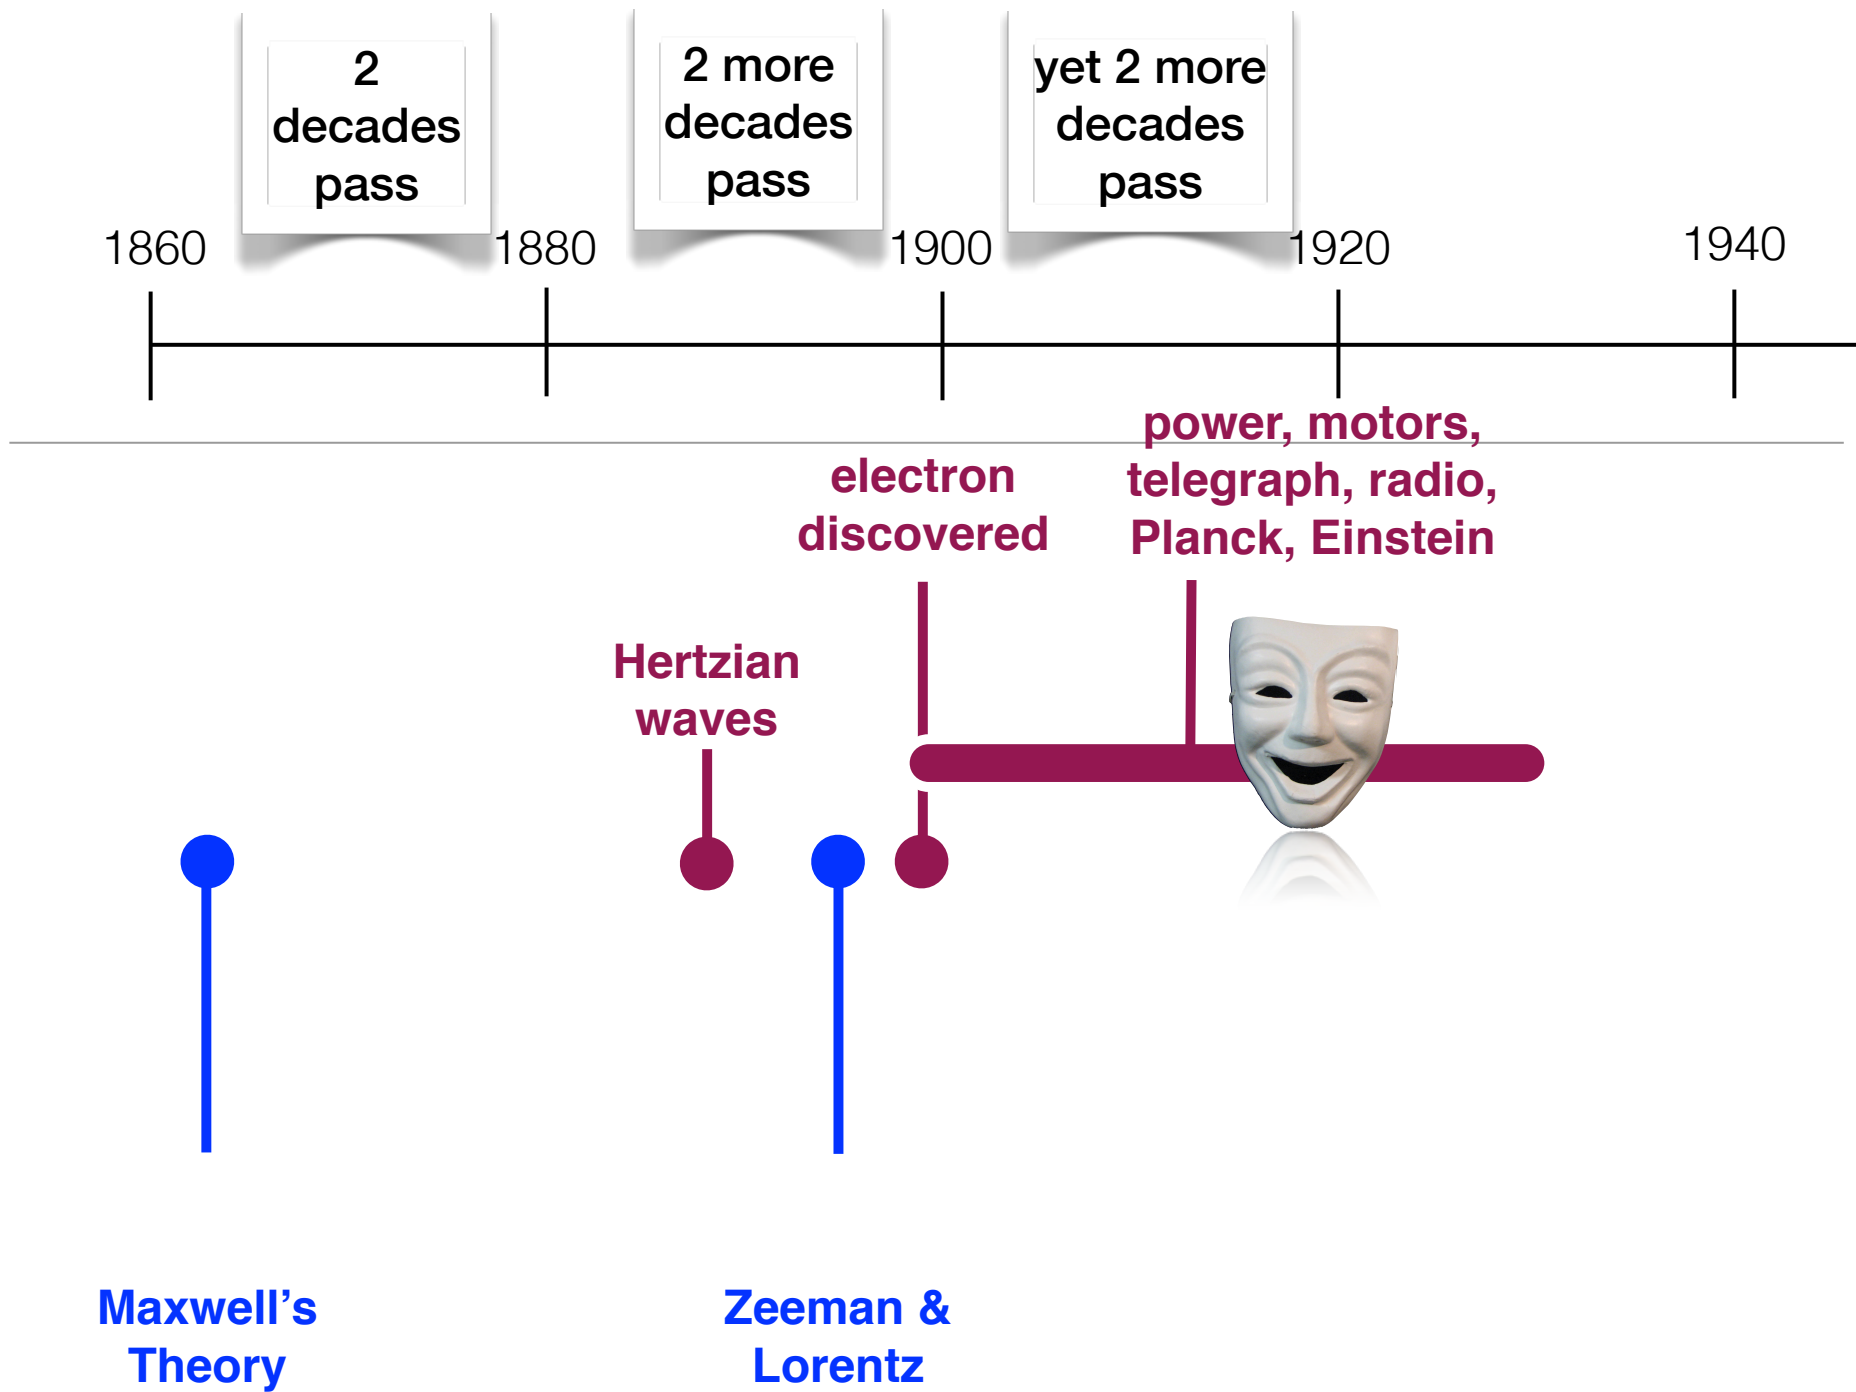 2
decades
pass
2 more
decades
pass
yet 2 more
decades
pass
1860
1880
1900
1920
1940
power, motors,
telegraph, radio,
Planck, Einstein
electron
discovered
Hertzian
waves
Maxwell’s
Theory
Zeeman &
Lorentz